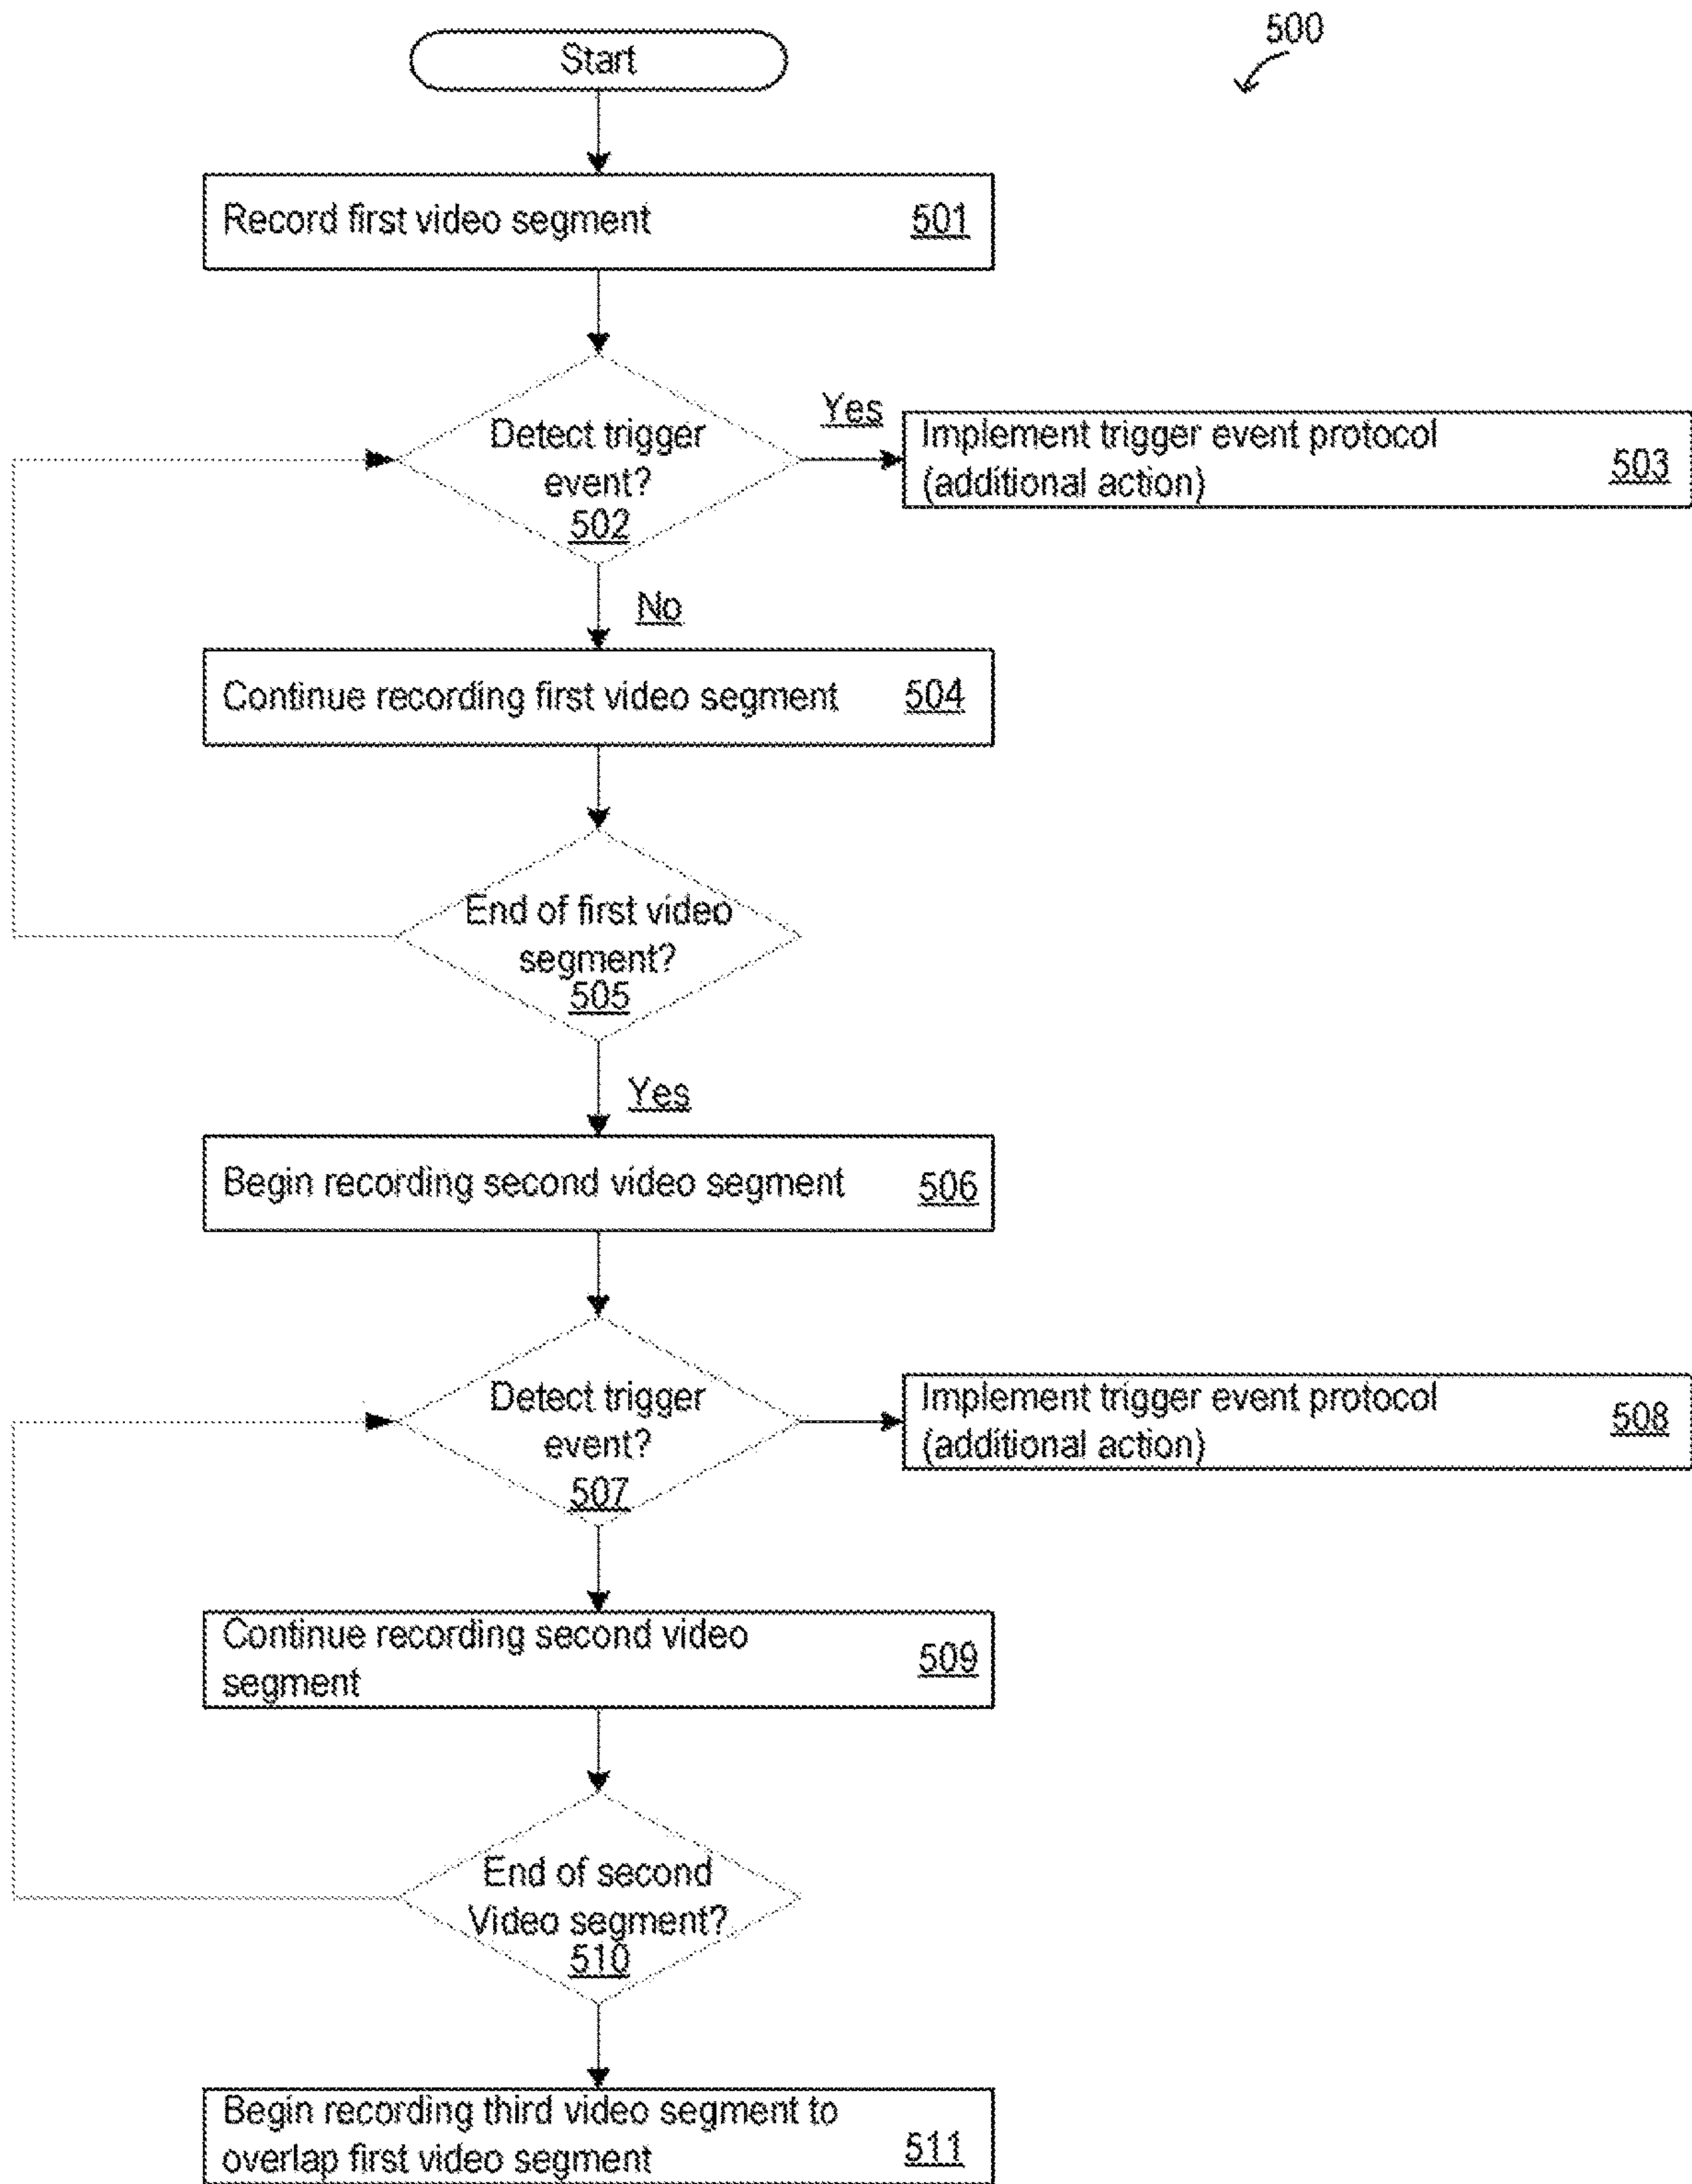 500
Start
Record first video segment 501
Detect trigger
event?
502
Yes
Implement trigger event protocol
(additional action) 503
No
Continue recording first video segment 504
End of first video
segment?
505
Yes
Begin recording second video segment 506
Detect trigger
event?
507
Implement trigger event protocol
(additional action) 508
Continue recording second video
segment 509
End of second
Video segment?
510
Begin recording third video segment to
overlap first video segment 511